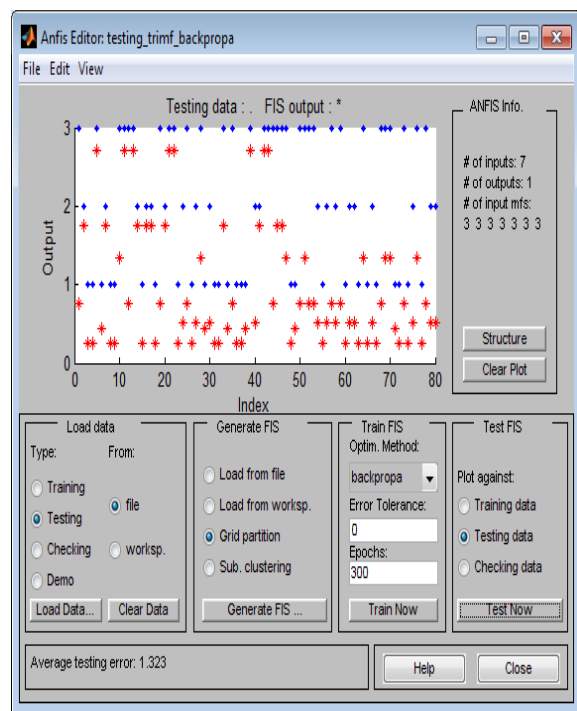 Anfis Editor: testing_trimf_backpropa
File Edit View
Testing data : . FIS output : *
3
2
1
0
Output
0 10 20 30 40 50 60 70 80
Index
ANFIS Info.
# of inputs: 7
# of outputs: 1
# of input mfs:
3 3 3 3 3 3 3
Structure
Clear Plot
Load data
Type: From:
Training
Testing
Checking
Demo
file
worksp.
Load Data... Clear Data
Generate FIS
Load from file
Load from worksp.
Grid partition
Sub. clustering
Generate FIS ...
Train FIS
Optim. Method:
backpropa
Error Tolerance:
0
Epochs:
300
Train Now
Test FIS
Plot against:
Training data
Testing data
Checking data
Test Now
Average testing error: 1.323
Help
Close